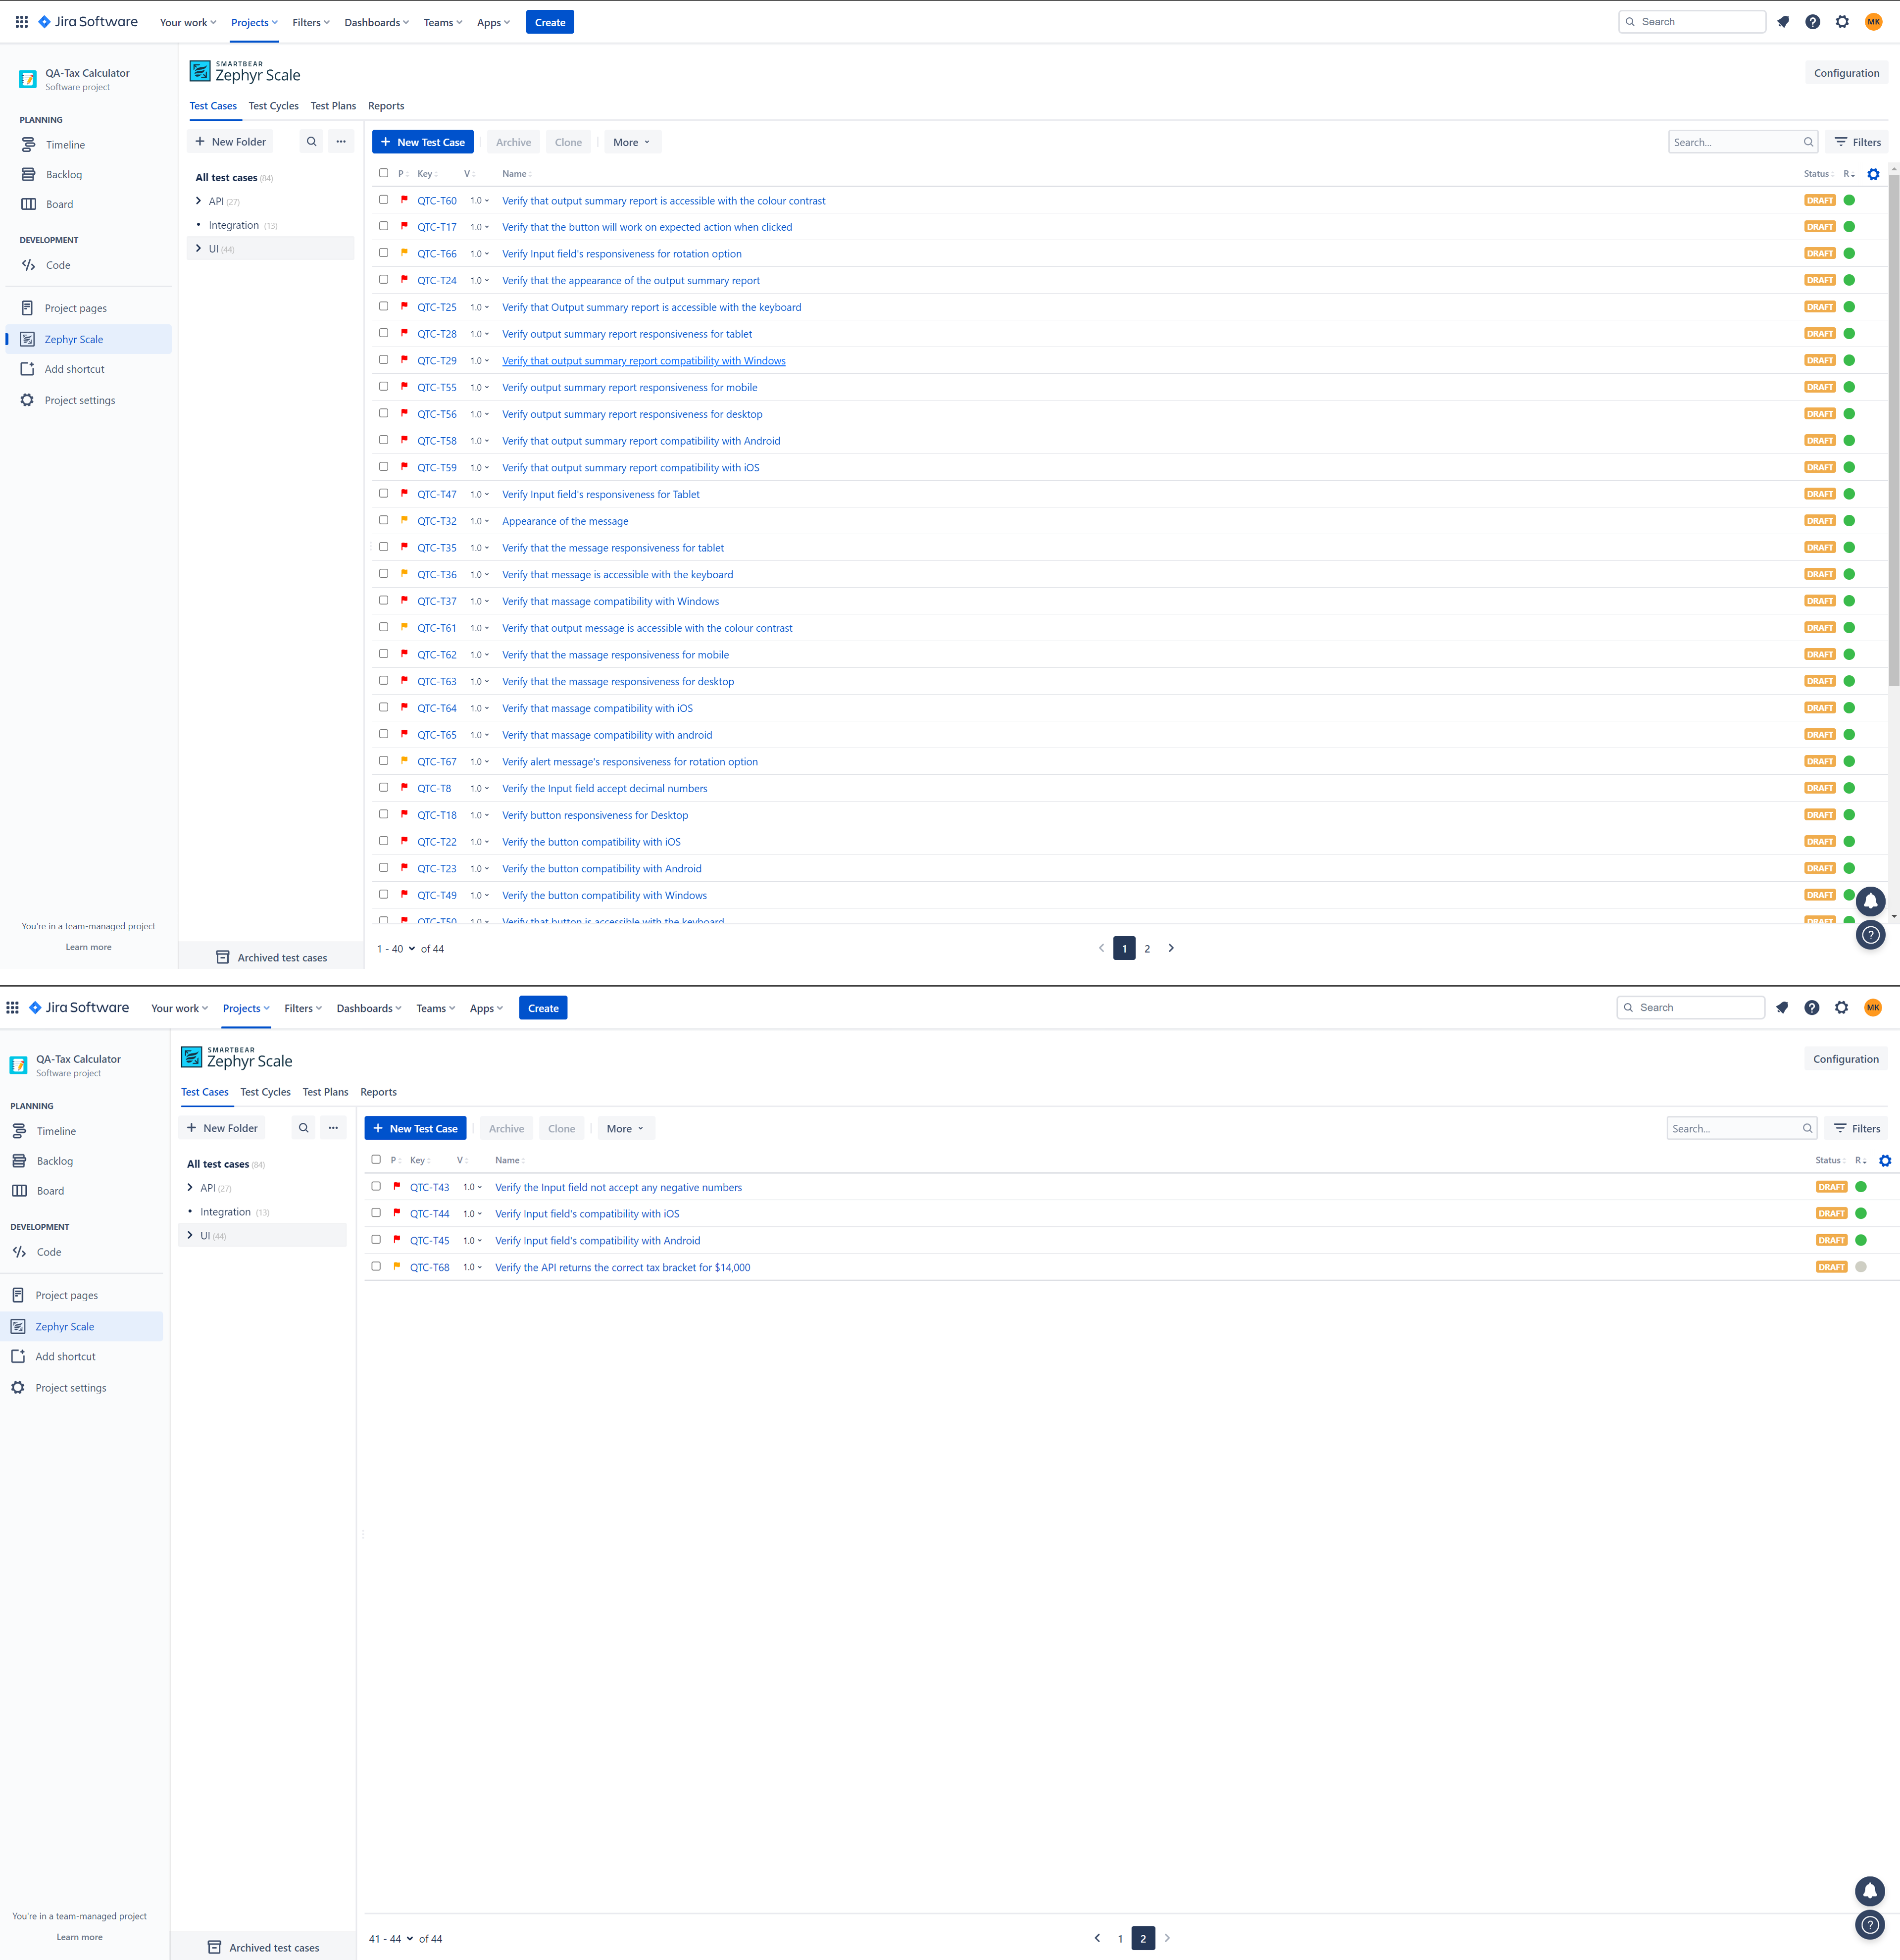 Jira Software Your work Projects Filters Dashboards Teams Apps Create Search MK
QA-Tax Calculator
Software project
PLANNING
Timeline
Backlog
Board
DEVELOPMENT
Code
Project pages
Zephyr Scale
Add shortcut
Project settings
You're in a team-managed project
Learn more
SMARTBEAR
Zephyr Scale
Configuration
Test Cases Test Cycles Test Plans Reports
+ New Folder ...
All test cases (84)
API (27)
• Integration (13)
UI (44)
Archived test cases
+ New Test Case Archive Clone More Search... Filters
P Key V Name Status R
QTC-T60 1.0 Verify that output summary report is accessible with the colour contrast DRAFT
QTC-T17 1.0 Verify that the button will work on expected action when clicked DRAFT
QTC-T66 1.0 Verify Input field's responsiveness for rotation option DRAFT
QTC-T24 1.0 Verify that the appearance of the output summary report DRAFT
QTC-T25 1.0 Verify that Output summary report is accessible with the keyboard DRAFT
QTC-T28 1.0 Verify output summary report responsiveness for tablet DRAFT
QTC-T29 1.0 Verify that output summary report compatibility with Windows DRAFT
QTC-T55 1.0 Verify output summary report responsiveness for mobile DRAFT
QTC-T56 1.0 Verify output summary report responsiveness for desktop DRAFT
QTC-T58 1.0 Verify that output summary report compatibility with Android DRAFT
QTC-T59 1.0 Verify that output summary report compatibility with iOS DRAFT
QTC-T47 1.0 Verify Input field's responsiveness for Tablet DRAFT
QTC-T32 1.0 Appearance of the message DRAFT
QTC-T35 1.0 Verify that the message responsiveness for tablet DRAFT
QTC-T36 1.0 Verify that message is accessible with the keyboard DRAFT
QTC-T37 1.0 Verify that massage compatibility with Windows DRAFT
QTC-T61 1.0 Verify that output message is accessible with the colour contrast DRAFT
QTC-T62 1.0 Verify that the massage responsiveness for mobile DRAFT
QTC-T63 1.0 Verify that the massage responsiveness for desktop DRAFT
QTC-T64 1.0 Verify that massage compatibility with iOS DRAFT
QTC-T65 1.0 Verify that massage compatibility with android DRAFT
QTC-T67 1.0 Verify alert message's responsiveness for rotation option DRAFT
QTC-T8 1.0 Verify the Input field accept decimal numbers DRAFT
QTC-T18 1.0 Verify button responsiveness for Desktop DRAFT
QTC-T22 1.0 Verify the button compatibility with iOS DRAFT
QTC-T23 1.0 Verify the button compatibility with Android DRAFT
QTC-T49 1.0 Verify the button compatibility with Windows DRAFT
QTC-T50 1.0 Verify that button is accessible with the keyboard DRAFT
1 - 40 of 44 < 1 2 >
Jira Software Your work Projects Filters Dashboards Teams Apps Create Search MK
QA-Tax Calculator
Software project
PLANNING
Timeline
Backlog
Board
DEVELOPMENT
Code
Project pages
Zephyr Scale
Add shortcut
Project settings
You're in a team-managed project
Learn more
SMARTBEAR
Zephyr Scale
Configuration
Test Cases Test Cycles Test Plans Reports
+ New Folder ...
All test cases (84)
API (27)
• Integration (13)
UI (44)
Archived test cases
+ New Test Case Archive Clone More Search... Filters
P Key V Name Status R
QTC-T43 1.0 Verify the Input field not accept any negative numbers DRAFT
QTC-T44 1.0 Verify Input field's compatibility with iOS DRAFT
QTC-T45 1.0 Verify Input field's compatibility with Android DRAFT
QTC-T68 1.0 Verify the API returns the correct tax bracket for $14,000 DRAFT
41 - 44 of 44 < 1 2 >